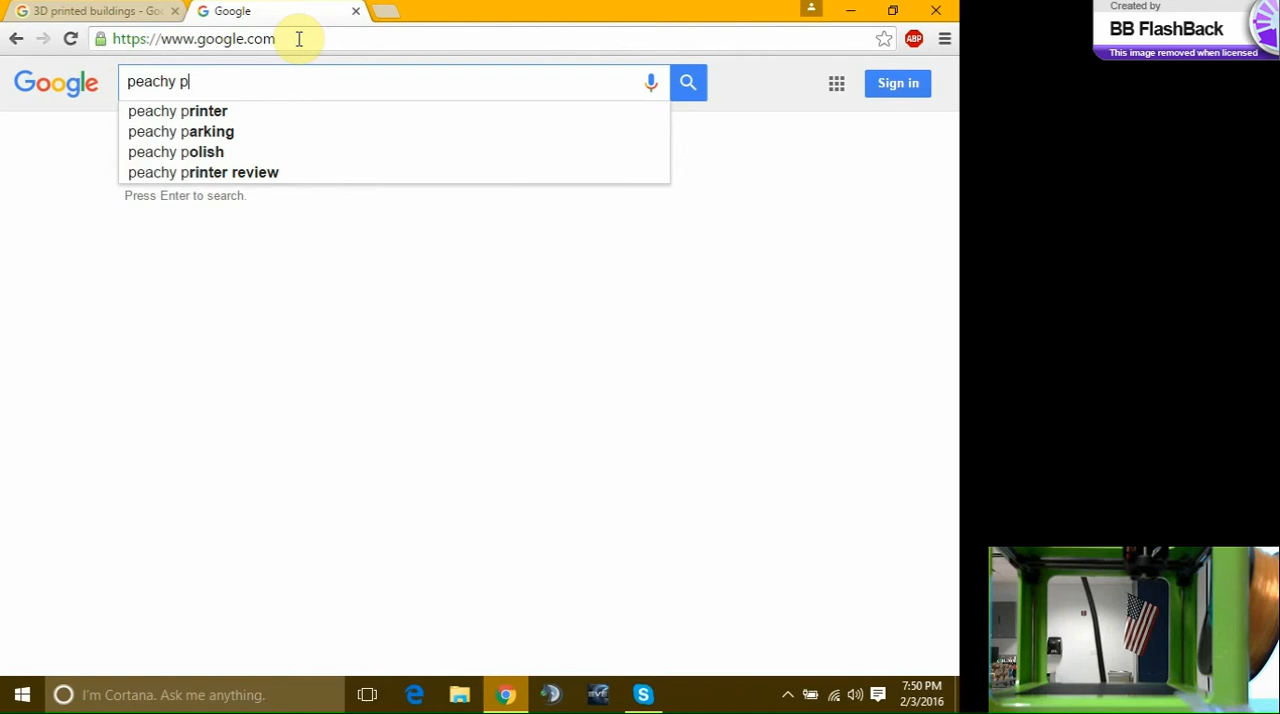 3D printed buildings - Goo
Google
Created by
BB FlashBack
This image removed when licensed
https://www.google.com
ABP
Google
peachy p
Sign in
peachy printer
peachy parking
peachy polish
peachy printer review
Press Enter to search.
I'm Cortana. Ask me anything.
7:50 PM
2/3/2016